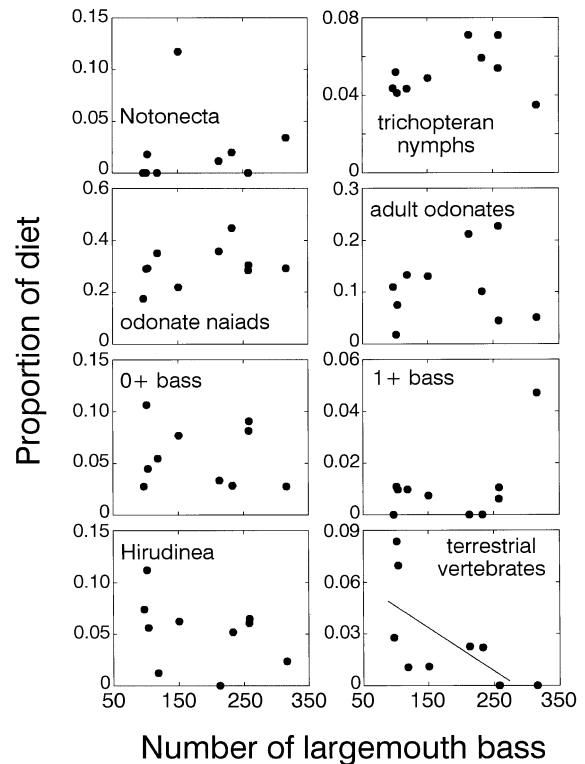 Proportion of diet
0.15
0.10
0.05
0
Notonecta
0.08
0.04
0
trichopteran
nymphs
0.6
0.4
0.2
0
odonate naiads
0.3
0.2
0.1
0
adult odonates
0.15
0.10
0.05
0
0+ bass
0.06
0.04
0.02
0
1+ bass
0.15
0.10
0.05
0
Hirudinea
0.09
0.06
0.03
0
terrestrial
vertebrates
50 150 250 350
50 150 250 350
Number of largemouth bass